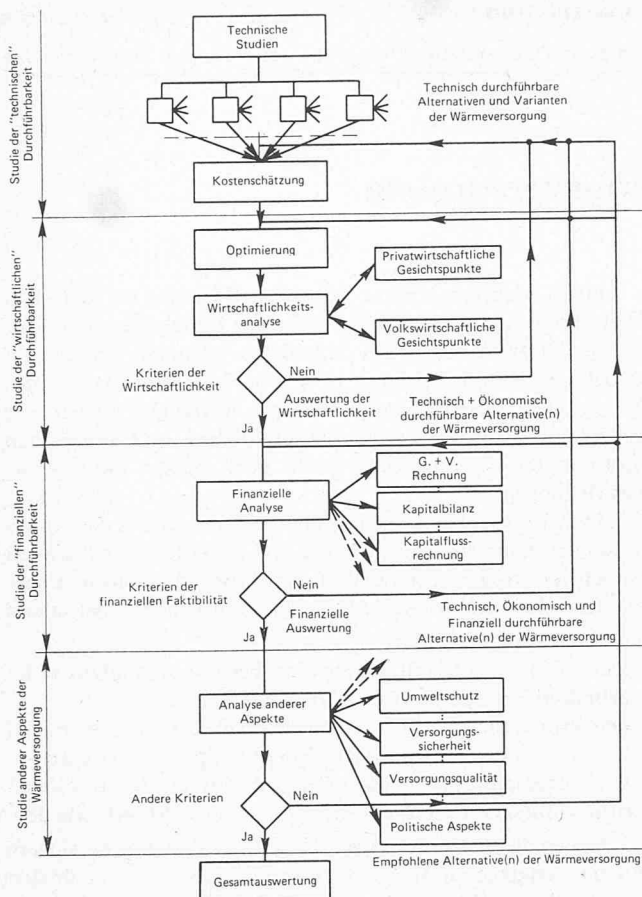 Technische
Studien
Studie der "technischen"
Durchführbarkeit
Technisch durchführbare
Alternativen und Varianten
der Wärmeversorgung
Kostenschätzung
Optimierung
Privatwirtschaftliche
Gesichtspunkte
Studie der "wirtschaftlichen"
Durchführbarkeit
Wirtschaftlichkeits-
analyse
Volkswirtschaftliche
Gesichtspunkte
Kriterien der
Wirtschaftlichkeit
Nein
Auswertung der
Wirtschaftlichkeit
Ja
Technisch + Ökonomisch
durchführbare Alternative(n)
der Wärmeversorgung
G. + V.
Rechnung
Studie der "finanziellen"
Durchführbarkeit
Finanzielle
Analyse
Kapitalbilanz
Kapitalfluss-
rechnung
Kriterien der
finanziellen Faktibilität
Nein
Finanzielle
Auswertung
Ja
Technisch, Ökonomisch und
Finanziell durchführbare
Alternative(n) der Wärmeversorgung
Studie anderer Aspekte der
Wärmeversorgung
Analyse anderer
Aspekte
Umweltschutz
Versorgungs-
sicherheit
Versorgungsqualität
Andere Kriterien
Nein
Ja
Politische Aspekte
Empfohlene Alternative(n) der Wärmeversorgung
Gesamtauswertung